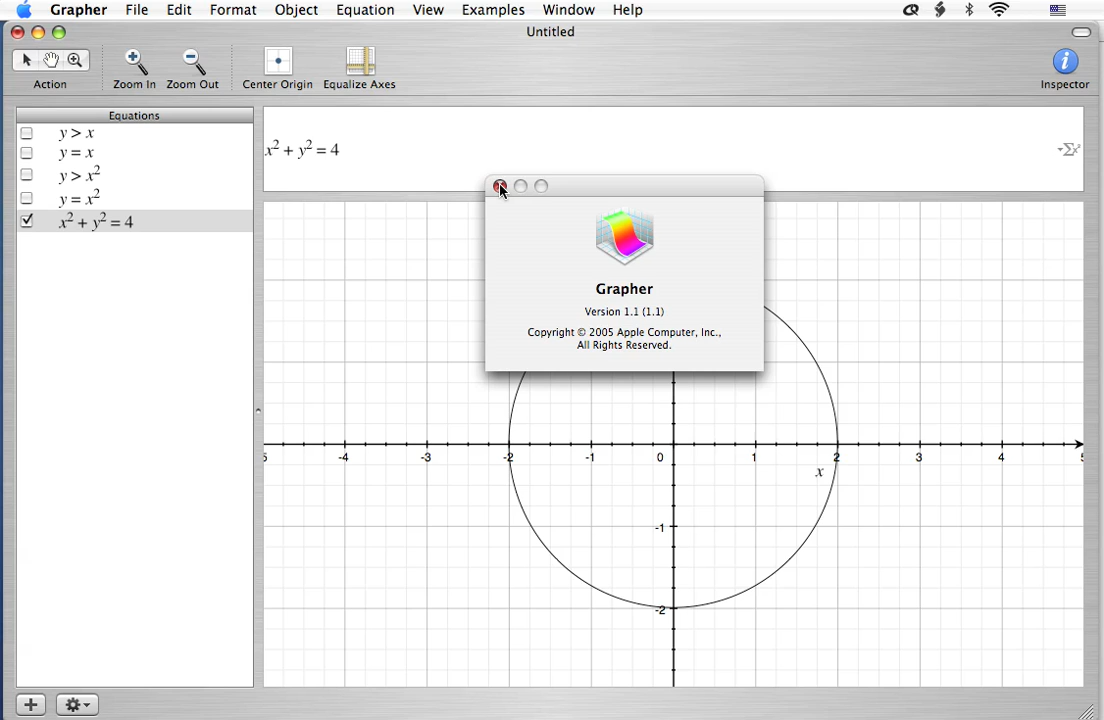 Grapher File Edit Format Object Equation View Examples Window Help
Untitled
Action Zoom In Zoom Out Center Origin Equalize Axes Inspector
Equations
y > x
y = x
y > x²
y = x²
x² + y² = 4
x² + y² = 4
Σx²
Grapher
Version 1.1 (1.1)
Copyright © 2005 Apple Computer, Inc.,
All Rights Reserved.
-4 -3 -2 -1 0 1 2 3 4
x
-1
-2